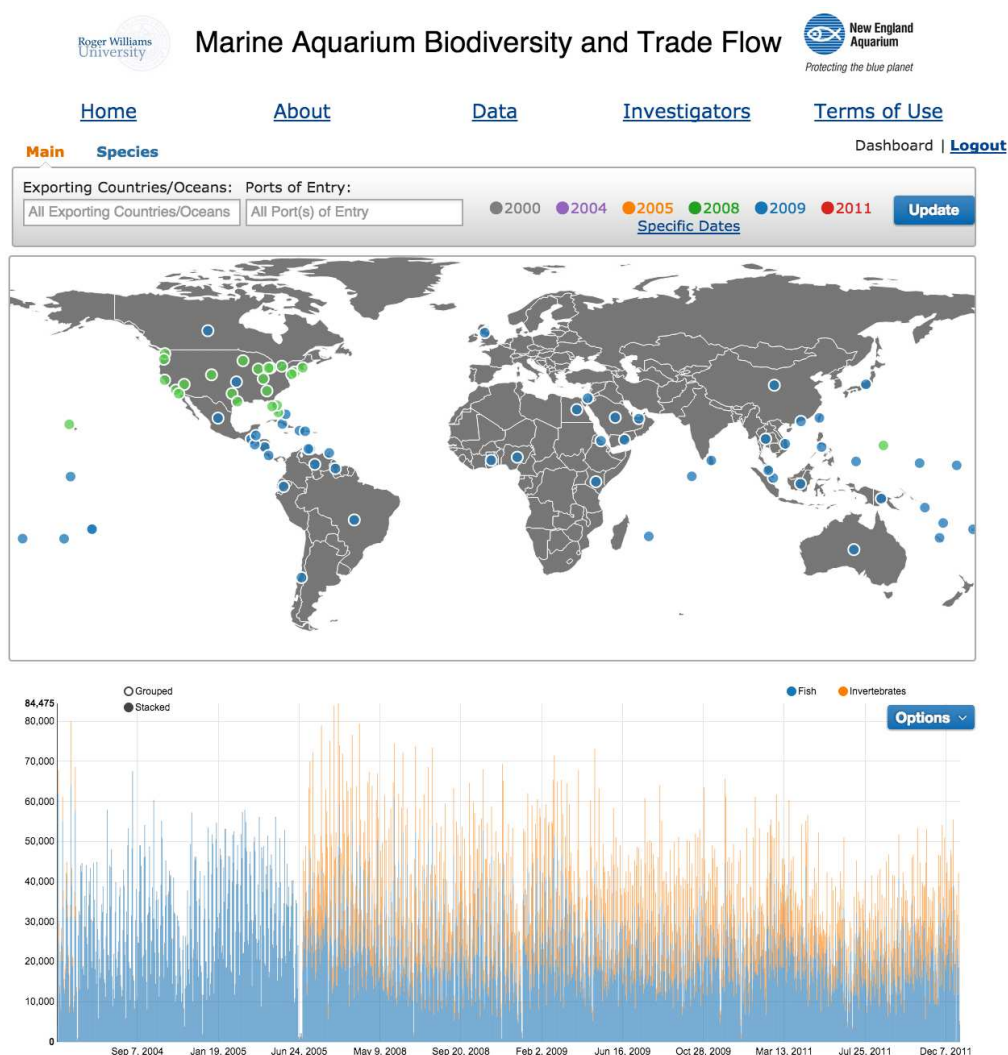 Roger Williams
University
Marine Aquarium Biodiversity and Trade Flow
New England
Aquarium
Protecting the blue planet
Home About Data Investigators Terms of Use
Main Species
Dashboard | Logout
Exporting Countries/Oceans: Ports of Entry:
All Exporting Countries/Oceans All Port(s) of Entry
2000 2004 2005 2008 2009 2011
Specific Dates
Update
Grouped
Stacked
Fish Invertebrates
Options
84,475
80,000
70,000
60,000
50,000
40,000
30,000
20,000
10,000
0
Sep 7, 2004 Jan 19, 2005 Jun 24, 2005 May 9, 2008 Sep 20, 2008 Feb 2, 2009 Jun 16, 2009 Oct 28, 2009 Mar 13, 2011 Jul 25, 2011 Dec 7, 2011